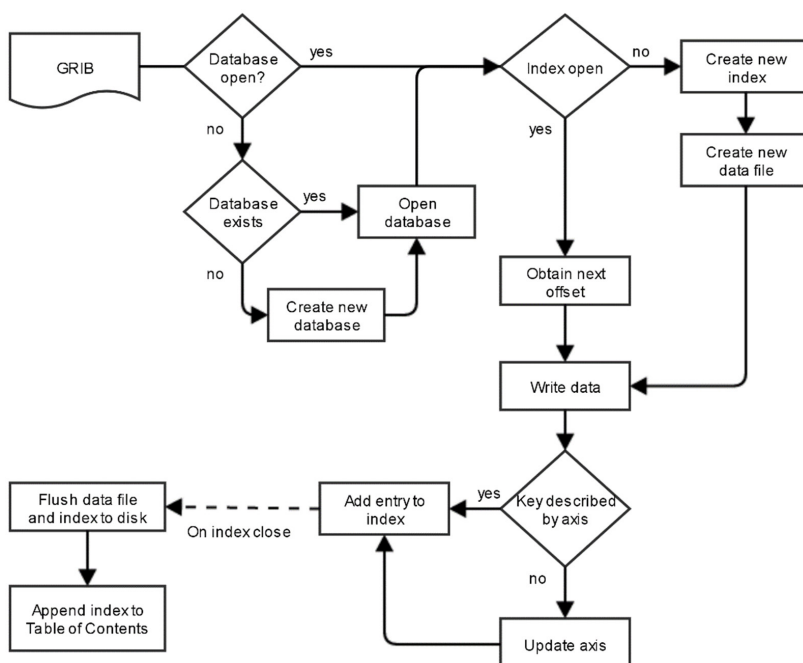 GRIB
Database
open?
yes
Index open
no
Create new
index
no
yes
Create new
data file
Database
exists
yes
Open
database
no
Create new
database
Obtain next
offset
Write data
Flush data file
and index to disk
On index close
Add entry to
index
yes
Key described
by axis
no
Append index to
Table of Contents
Update axis